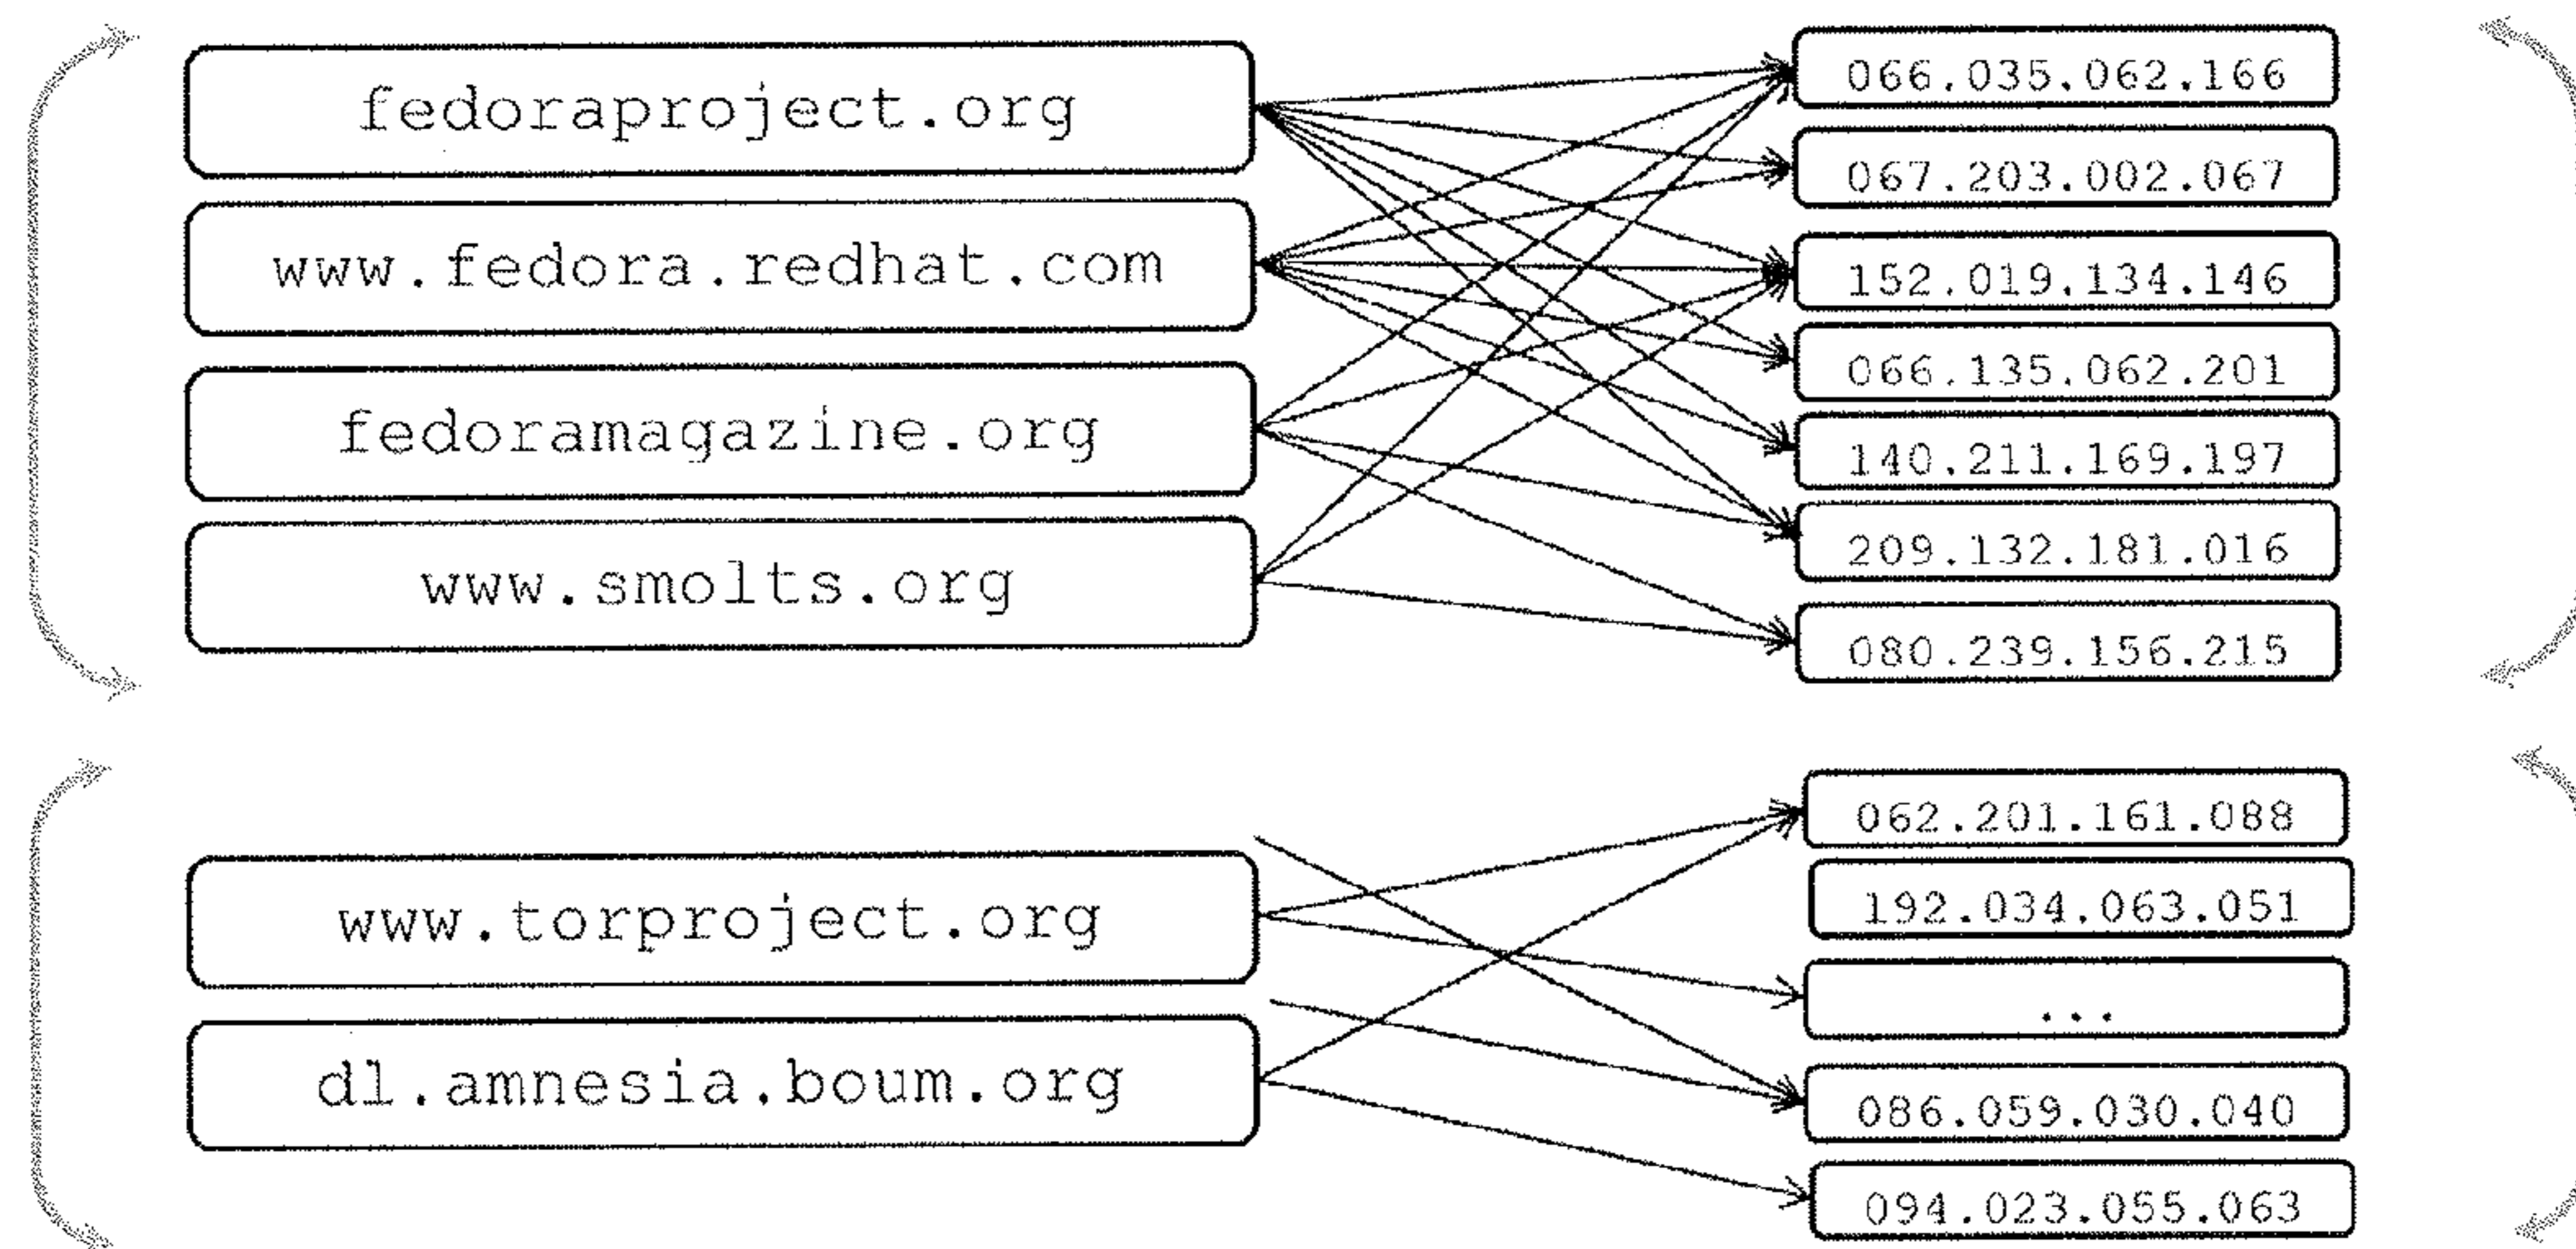 fedoraproject.org
www.fedora.redhat.com
fedoramagazine.org
www.smolts.org
066.035.062.166
067.203.002.067
152.019.134.146
066.135.062.201
140.211.169.197
209.132.181.016
080.239.156.215
www.torproject.org
dl.amnesia.boum.org
062.201.161.088
192.034.063.051
...
086.059.030.040
094.023.055.063